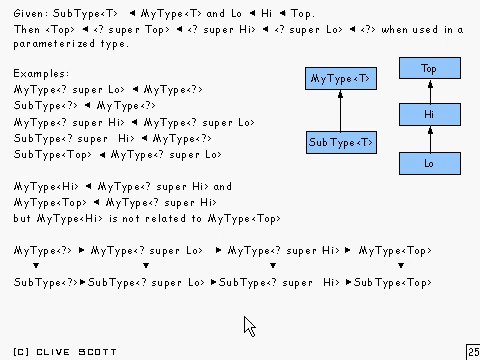 Given: SubType<T> ◄ MyType<T> and Lo ◄ Hi ◄ Top.
Then <Top> ◄ <? super Top> ◄ <? super Hi> ◄ <? super Lo> ◄ <?> when used in a
parameterized type.
Examples:
MyType<? super Lo> ◄ MyType<?>
SubType<?> ◄ MyType<?>
MyType<? super Hi> ◄ MyType<? super Lo>
SubType<? super Hi> ◄ MyType<?>
SubType<Top> ◄ MyType<? super Lo>
MyType<Hi> ◄ MyType<? super Hi> and
MyType<Top> ◄ MyType<? super Hi>
but MyType<Hi> is not related to MyType<Top>
MyType<T>
SubType<T>
Top
Hi
Lo
MyType<?> ► MyType<? super Lo> ► MyType<? super Hi> ► MyType<Top>
▼ ▼ ▼ ▼
SubType<?>►SubType<? super Lo> ►SubType<? super Hi> ►SubType<Top>
[C] CLIVE SCOTT
25